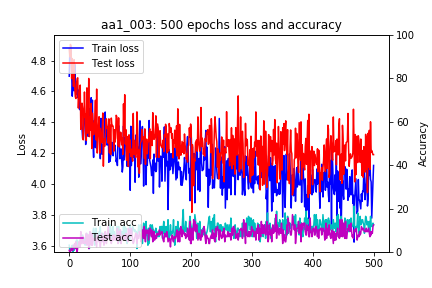 aa1_003: 500 epochs loss and accuracy
Train loss
Test loss
Train acc
Test acc
Loss
4.8
4.6
4.4
4.2
4.0
3.8
3.6
Accuracy
100
80
60
40
20
0
0 100 200 300 400 500